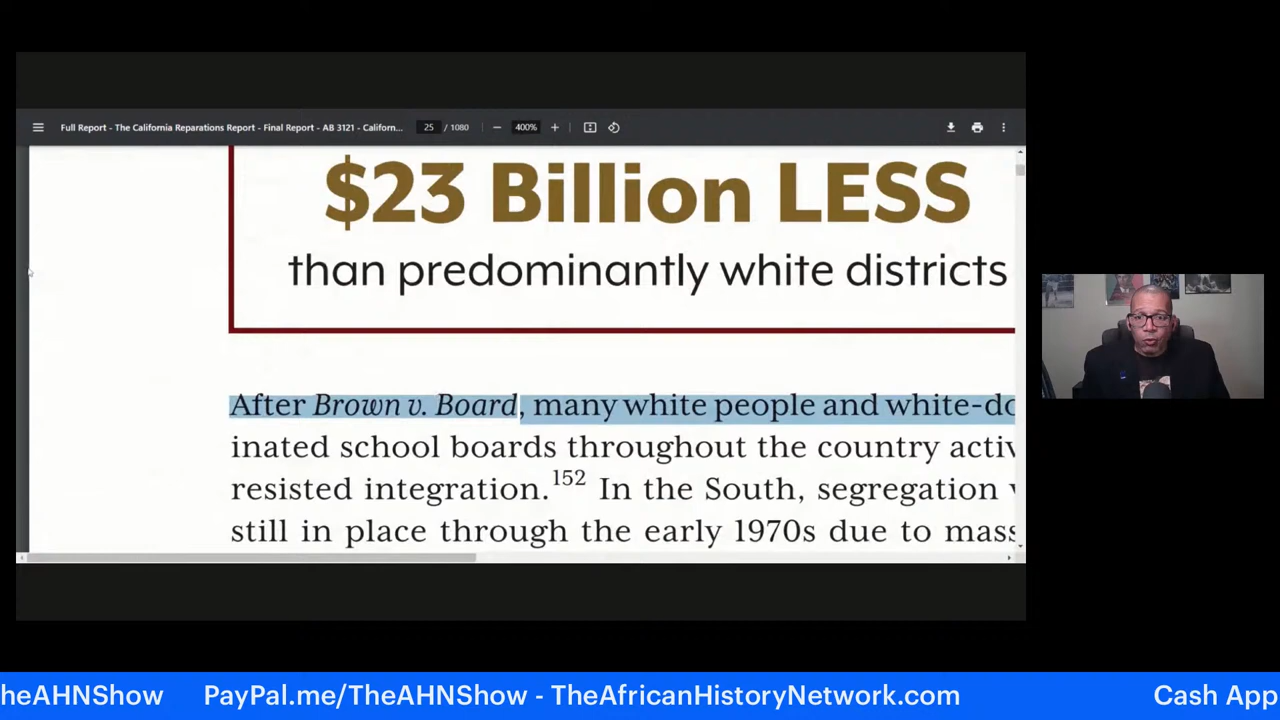 Full Report - The California Reparations Report - Final Report - AB 3121 - Californ... 25 / 1080 400%
$23 Billion LESS
than predominantly white districts
After Brown v. Board, many white people and white-do
inated school boards throughout the country activ
resisted integration.152 In the South, segregation
still in place through the early 1970s due to mass
heAHNShow PayPal.me/TheAHNShow - TheAfricanHistoryNetwork.com Cash App